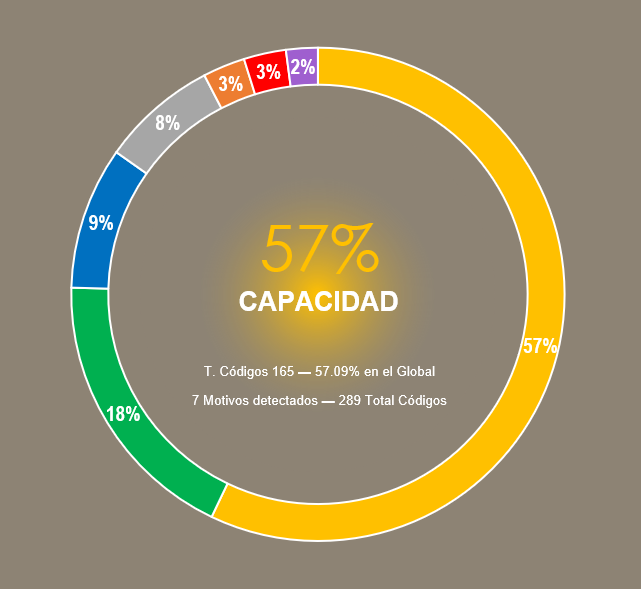 2%
3%
3%
8%
9%
57%
CAPACIDAD
57%
T. Códigos 165 — 57.09% en el Global
7 Motivos detectados — 289 Total Códigos
18%